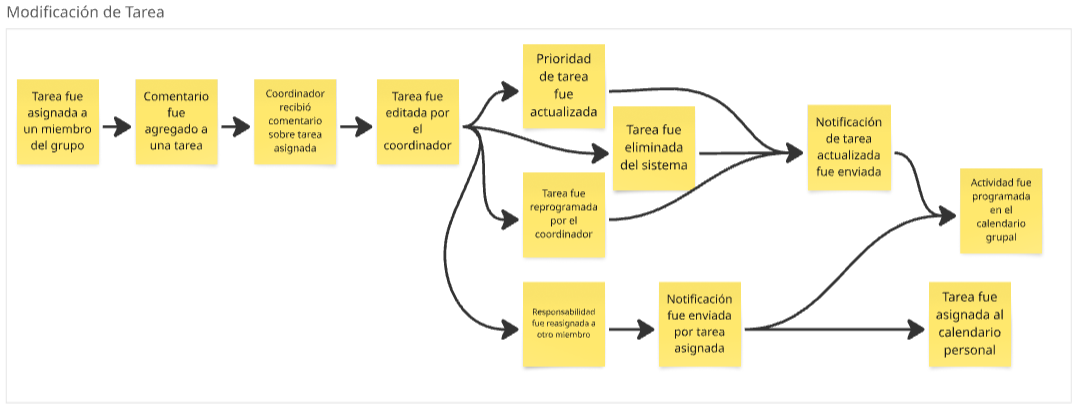 Modificación de Tarea
Tarea fue
asignada a
un miembro
del grupo
Comentario
fue
agregado a
una tarea
Coordinador
recibió
comentario
sobre tarea
asignada
Tarea fue
editada por
el
coordinador
Prioridad
de tarea
fue
actualizada
Tarea fue
eliminada
del sistema
Tarea fue
reprogramada
por el
coordinador
Responsabilidad
fue reasignada a
otro miembro
Notificación
de tarea
actualizada
fue enviada
Notificación
fue enviada
por tarea
asignada
Actividad fue
programada
en el
calendario
grupal
Tarea fue
asignada al
calendario
personal